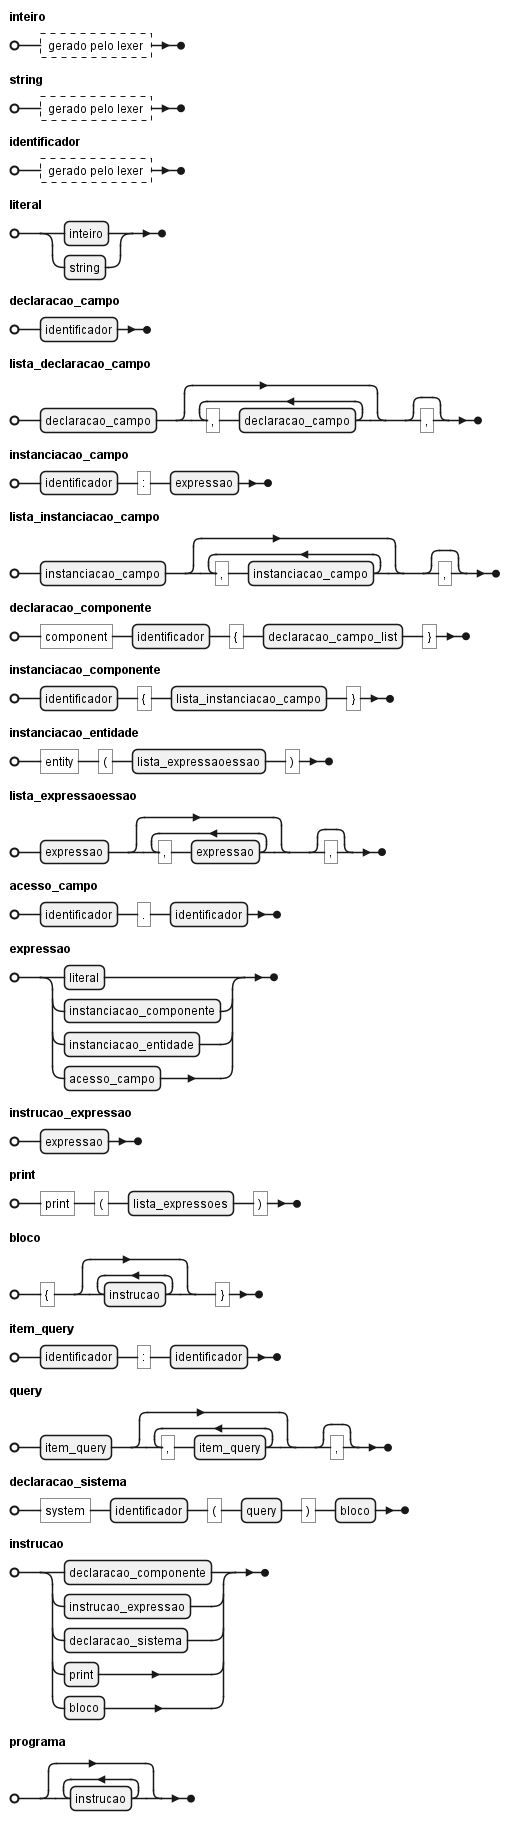 inteiro
gerado pelo lexer
string
gerado pelo lexer
identificador
gerado pelo lexer
literal
inteiro
string
declaracao_campo
identificador
lista_declaracao_campo
declaracao_campo , declaracao_campo ,
instanciacao_campo
identificador : expressao
lista_instanciacao_campo
instanciacao_campo , instanciacao_campo ,
declaracao_componente
component identificador { declaracao_campo_list }
instanciacao_componente
identificador { lista_instanciacao_campo }
instanciacao_entidade
entity ( lista_expressaoessao )
lista_expressaoessao
expressao , expressao ,
acesso_campo
identificador . identificador
expressao
literal
instanciacao_componente
instanciacao_entidade
acesso_campo
instrucao_expressao
expressao
print
print ( lista_expressoes )
bloco
{ instrucao }
item_query
identificador : identificador
query
item_query , item_query ,
declaracao_sistema
system identificador ( query ) bloco
instrucao
declaracao_componente
instrucao_expressao
declaracao_sistema
print
bloco
programa
instrucao